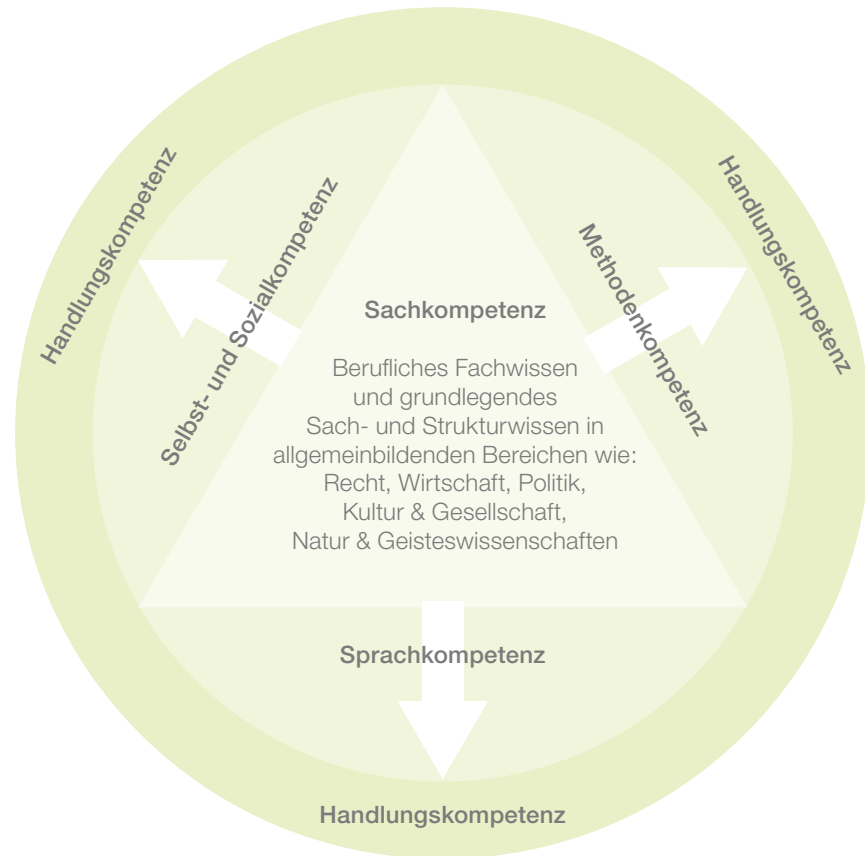 Handlungskompetenz
Selbst- und Sozialkompetenz
Methodenkompetenz
Handlungskompetenz
Sachkompetenz
Berufliches Fachwissen
und grundlegendes
Sach- und Strukturwissen in
allgemeinbildenden Bereichen wie:
Recht, Wirtschaft, Politik,
Kultur & Gesellschaft,
Natur & Geisteswissenschaften
Sprachkompetenz
Handlungskompetenz